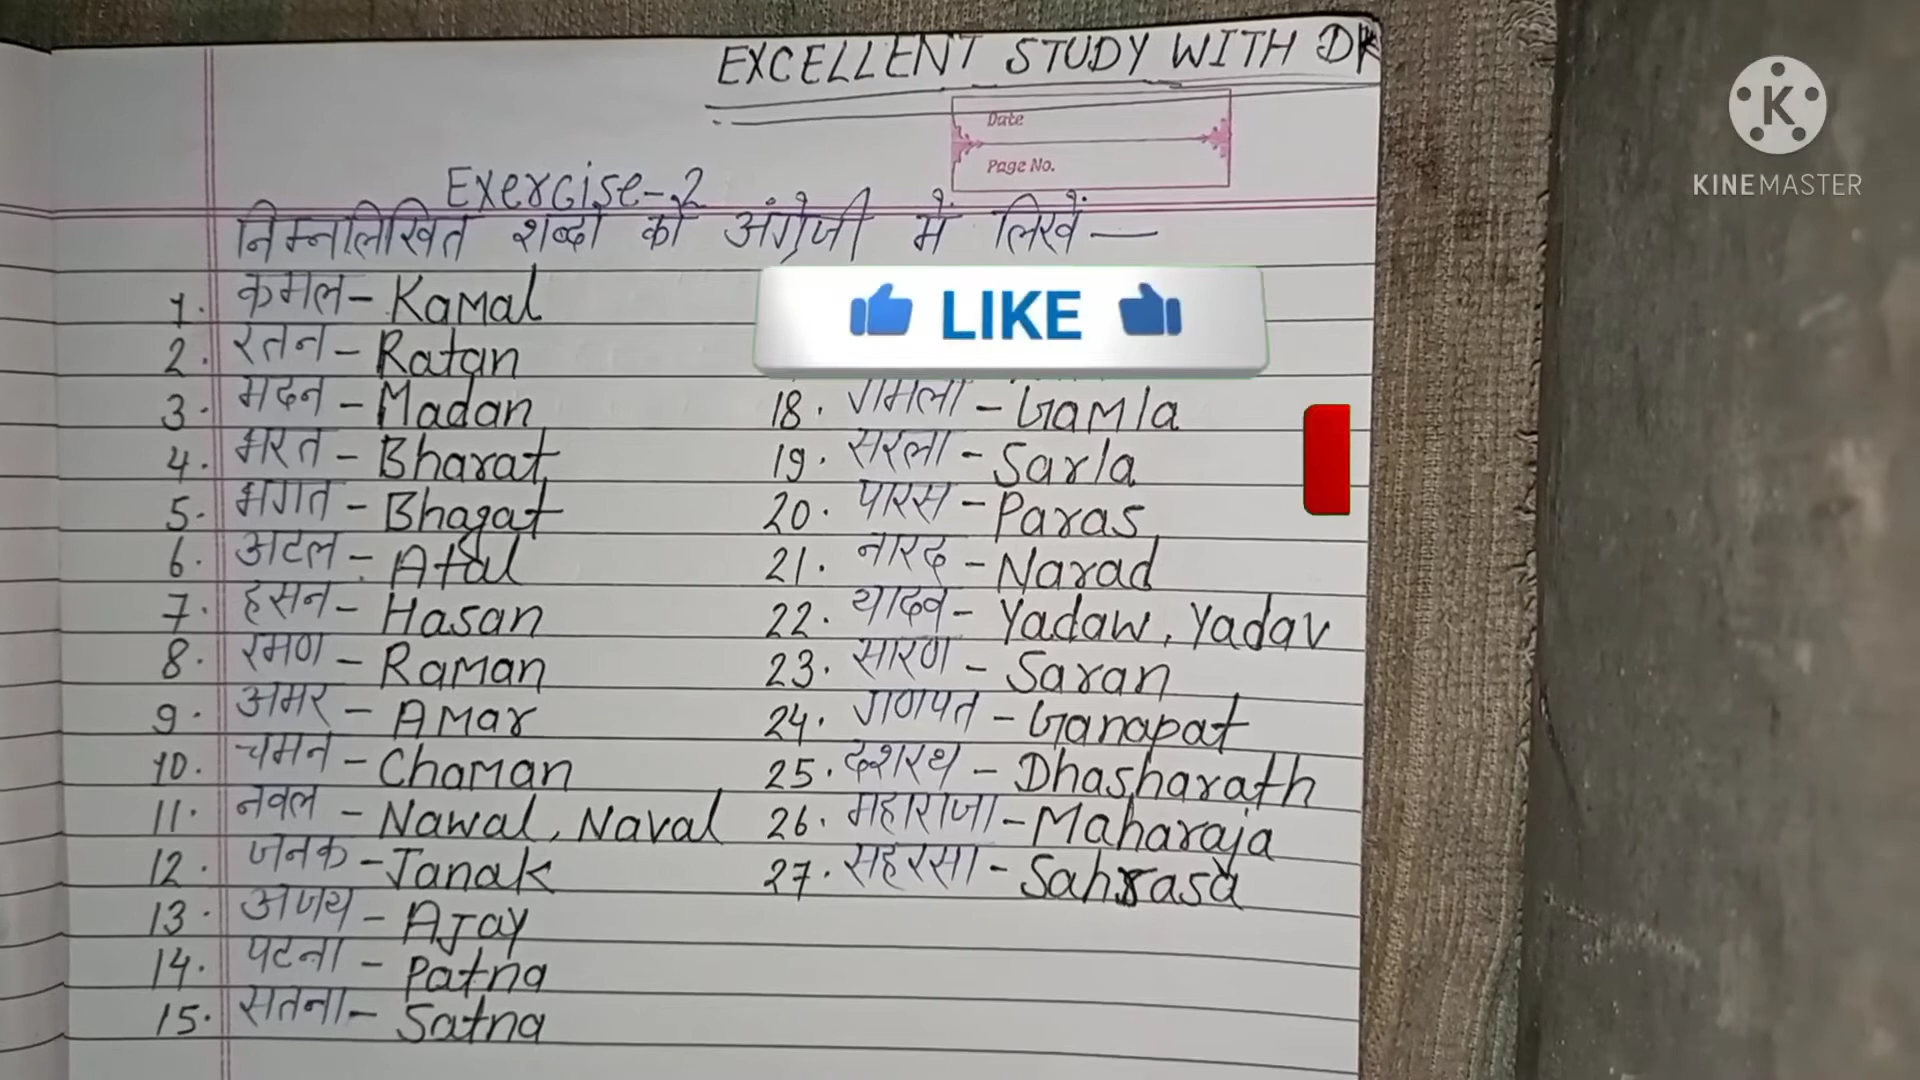 EXCELLENT STUDY WITH DK
Date
Page No.
KINEMASTER
Exercise-2
निम्नलिखित शब्दों को अंग्रेजी में लिखें —
LIKE
1. कमल - Kamal
2. रतन - Ratan
3. मदन - Madan
4. भरत - Bharat
5. भगत - Bhagat
6. अटल - Atal
7. हसन - Hasan
8. रमण - Raman
9. अमर - Amar
10. चमन - Chaman
11. नवल - Nawal, Naval
12. जनक - Janak
13. अजय - Ajay
14. पटना - Patna
15. सतना - Satna
18. गमला - Gamla
19. सरला - Sarla
20. पारस - Paras
21. नारद - Narad
22. यादव - Yadaw, Yadav
23. सारण - Saran
24. गणपत - Ganapat
25. दशरथ - Dhasharath
26. महाराजा - Maharaja
27. सहरसा - Saharasa